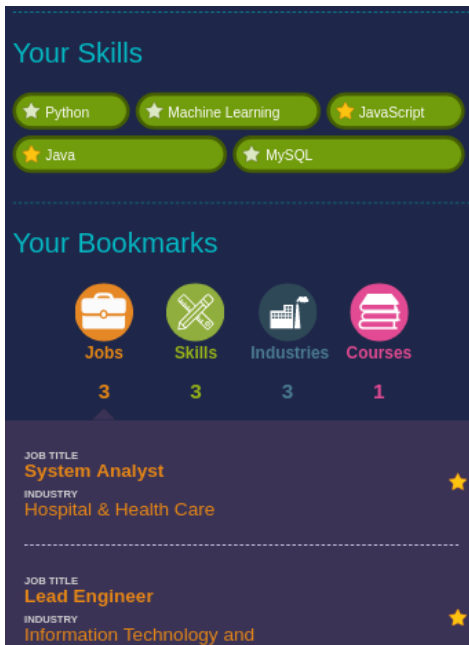 Your Skills
Python Machine Learning JavaScript
Java MySQL
Your Bookmarks
Jobs Skills Industries Courses
3 3 3 1
JOB TITLE
System Analyst
INDUSTRY
Hospital & Health Care
JOB TITLE
Lead Engineer
INDUSTRY
Information Technology and